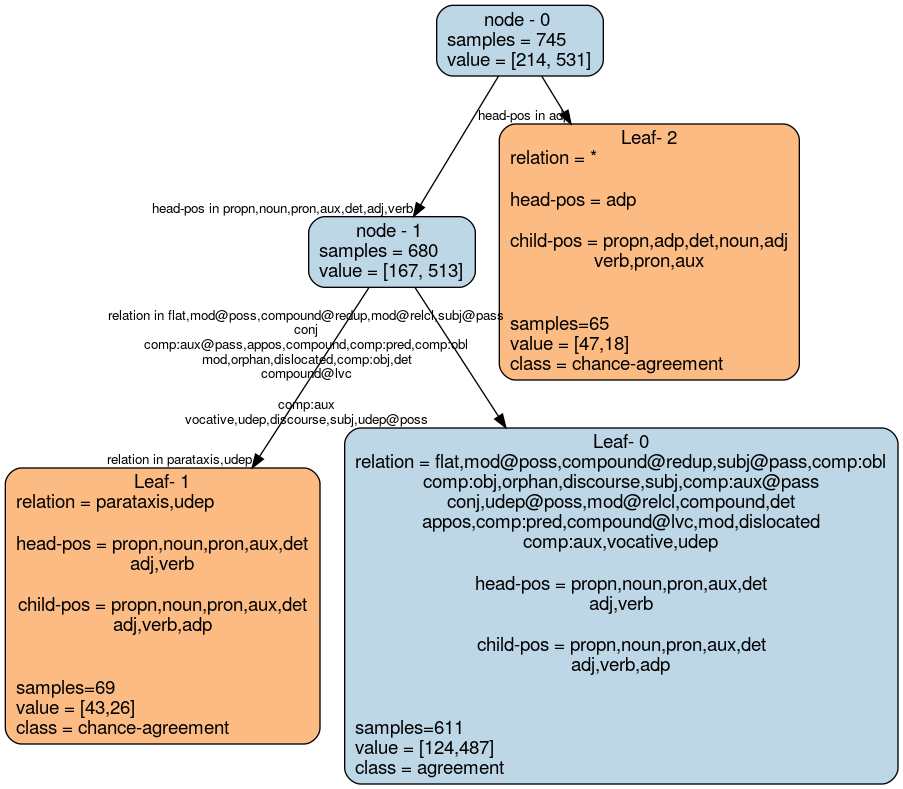 node - 0
samples = 745
value = [214, 531]
head-pos in adp
Leaf- 2
relation = *
head-pos = adp
child-pos = propn,adp,det,noun,adj
verb,pron,aux
samples=65
value = [47,18]
class = chance-agreement
head-pos in propn,noun,pron,aux,det,adj,verb
node - 1
samples = 680
value = [167, 513]
relation in flat,mod@poss,compound@redup,mod@relcl,subj@pass
conj
comp:aux@pass,appos,compound,comp:pred,comp:obl
mod,orphan,dislocated,comp:obj,det
compound@lvc
comp:aux
vocative,udep,discourse,subj,udep@poss
relation in parataxis,udep
Leaf- 1
relation = parataxis,udep
head-pos = propn,noun,pron,aux,det
adj,verb
child-pos = propn,noun,pron,aux,det
adj,verb,adp
samples=69
value = [43,26]
class = chance-agreement
Leaf- 0
relation = flat,mod@poss,compound@redup,subj@pass,comp:obl
comp:obj,orphan,discourse,subj,comp:aux@pass
conj,udep@poss,mod@relcl,compound,det
appos,comp:pred,compound@lvc,mod,dislocated
comp:aux,vocative,udep
head-pos = propn,noun,pron,aux,det
adj,verb
child-pos = propn,noun,pron,aux,det
adj,verb,adp
samples=611
value = [124,487]
class = agreement